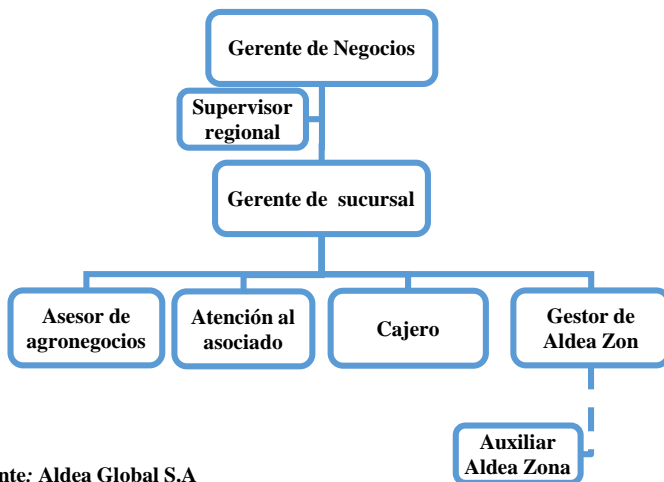 Gerente de Negocios
Supervisor
regional
Gerente de sucursal
Asesor de
agronegocios
Atención al
asociado
Cajero
Gestor de
Aldea Zon
Auxiliar
Aldea Zona
nte: Aldea Global S.A